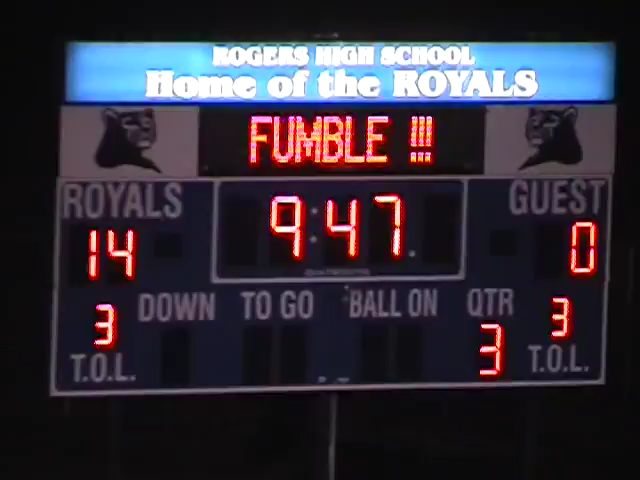 ROGERS HIGH SCHOOL
Home of the ROYALS
FUMBLE !!!
ROYALS 9:47 GUEST
14 0
3 DOWN TO GO BALL ON QTR 3
T.O.L. 3 T.O.L.